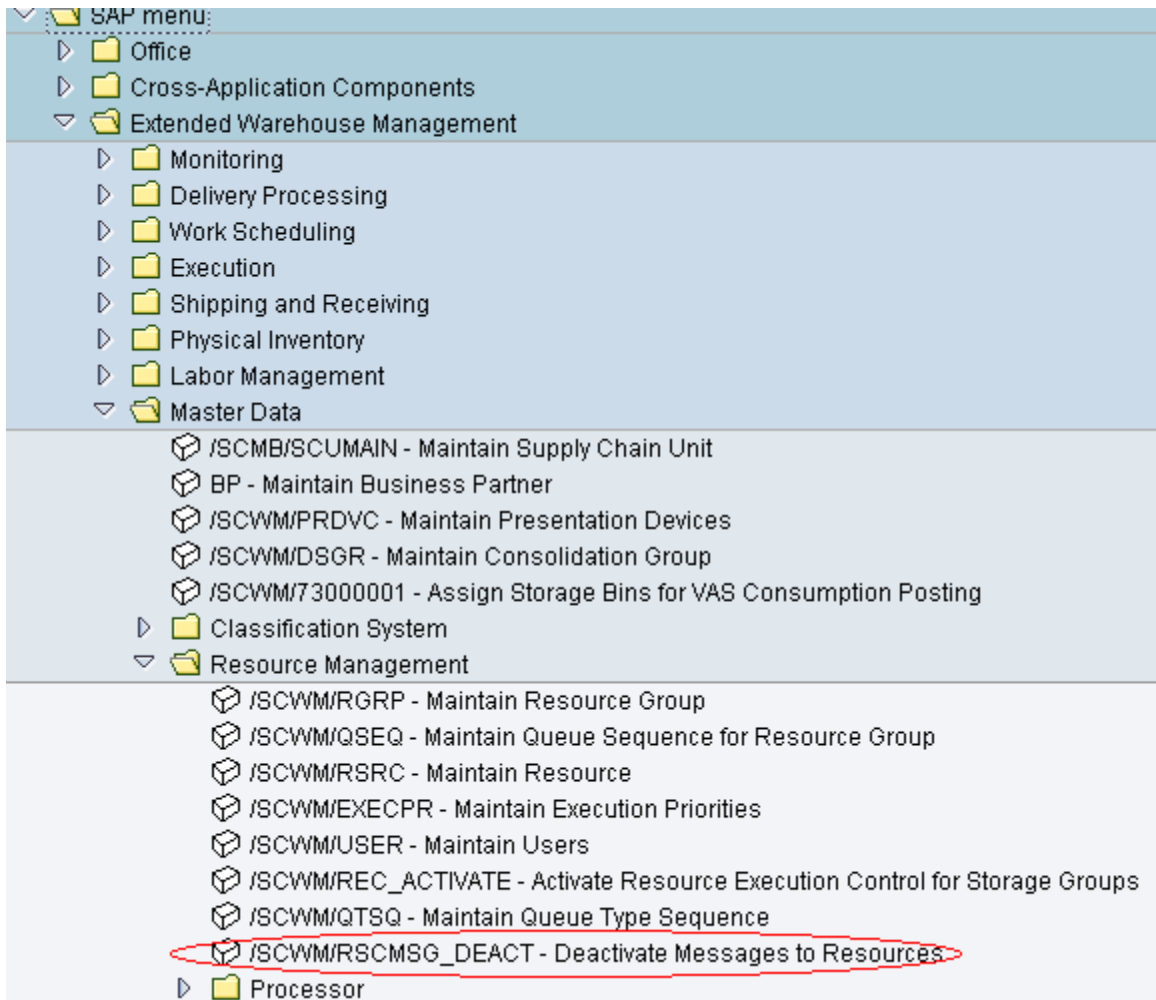 SAP menu
Office
Cross-Application Components
Extended Warehouse Management
Monitoring
Delivery Processing
Work Scheduling
Execution
Shipping and Receiving
Physical Inventory
Labor Management
Master Data
/SCMB/SCUMAIN - Maintain Supply Chain Unit
BP - Maintain Business Partner
/SCWM/PRDVC - Maintain Presentation Devices
/SCWM/DSGR - Maintain Consolidation Group
/SCWM/73000001 - Assign Storage Bins for VAS Consumption Posting
Classification System
Resource Management
/SCWM/RGRP - Maintain Resource Group
/SCWM/QSEQ - Maintain Queue Sequence for Resource Group
/SCWM/RSRC - Maintain Resource
/SCWM/EXECPR - Maintain Execution Priorities
/SCWM/USER - Maintain Users
/SCWM/REC_ACTIVATE - Activate Resource Execution Control for Storage Groups
/SCWM/QTSQ - Maintain Queue Type Sequence
/SCWM/RSCMSG_DEACT - Deactivate Messages to Resources
Processor